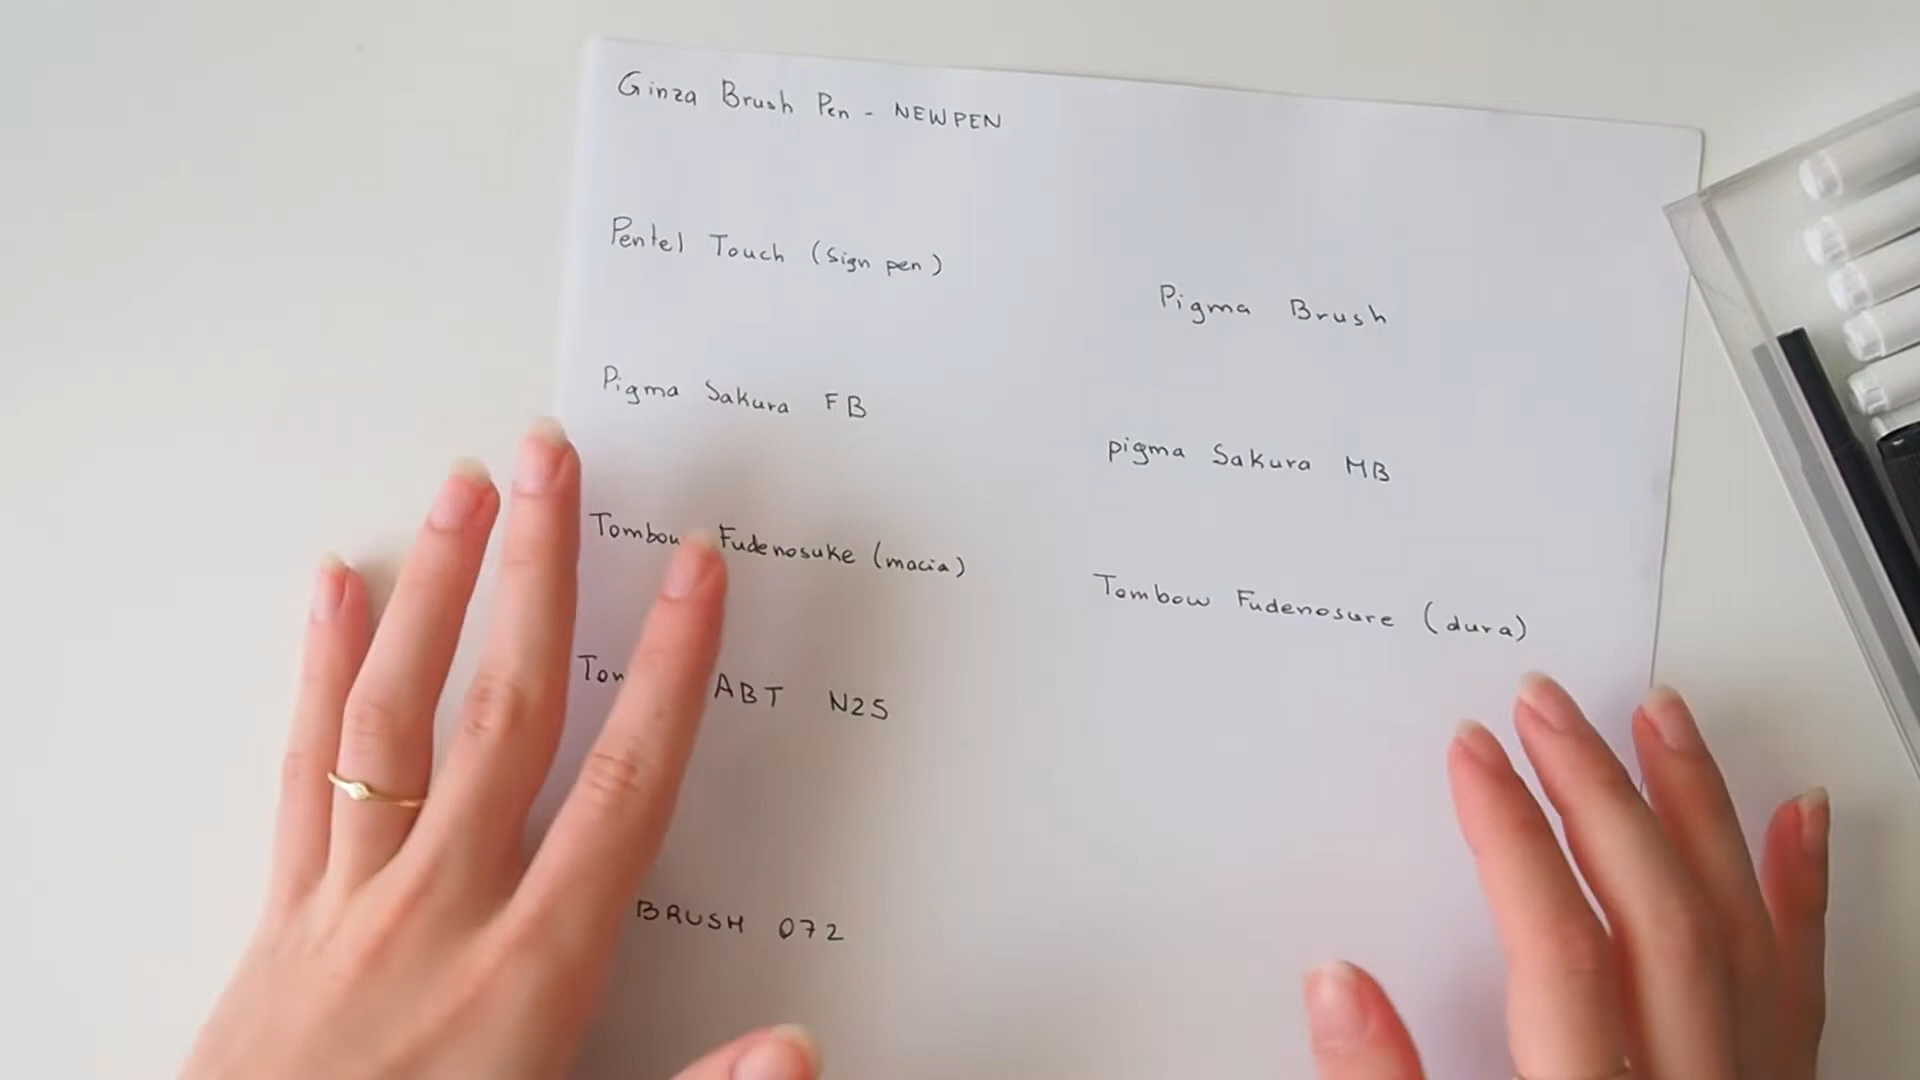 Ginza Brush Pen - NEWPEN
Pentel Touch (Sign pen)
Pigma Brush
Pigma Sakura FB
pigma Sakura MB
Tombow Fudenosuke (macia)
Tombow Fudenosure (dura)
ABT N25
BRUSH 072